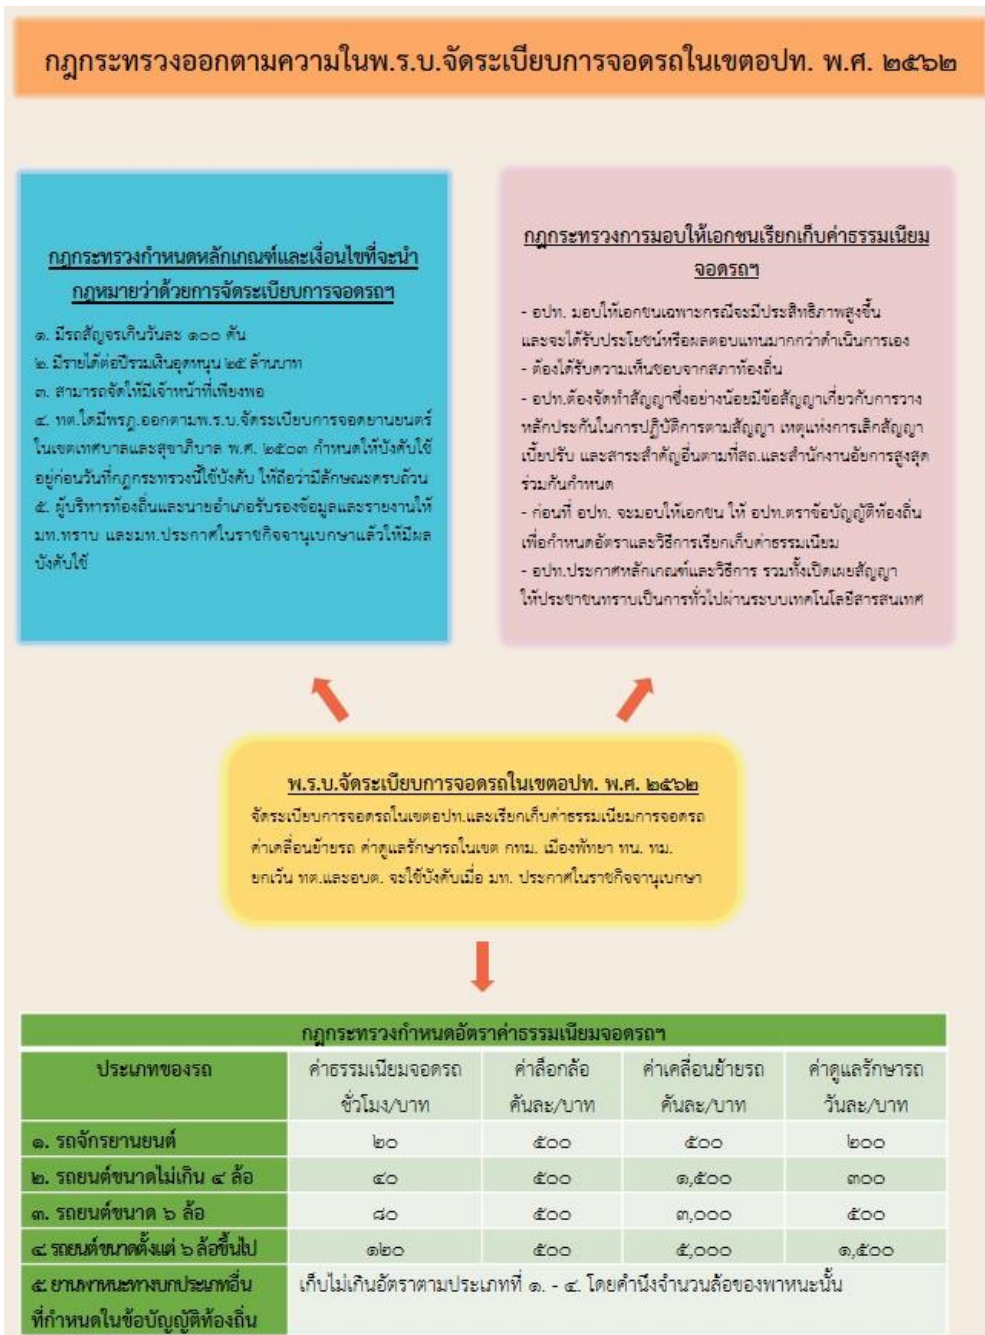 กฎกระทรวงออกตามความในพ.ร.บ.จัดระเบียบการจอดรถในเขตอปท. พ.ศ. ๒๕๖๒
กฎกระทรวงกำหนดหลักเกณฑ์และเงื่อนไขที่จะนำ
กฎหมายว่าด้วยการจัดระเบียบการจอดรถฯ
๑. มีรถสัญจรเกินวันละ ๑๐๐ คัน
๒. มีรายได้ต่อปีรวมเงินอุดหนุน ๒๕ ล้านบาท
๓. สามารถจัดให้มีเจ้าหน้าที่เพียงพอ
๔. ทต.ใดมีพรฎ.ออกตามพ.ร.บ.จัดระเบียบการจอดยานยนตร์
ในเขตเทศบาลและสุขาภิบาล พ.ศ. ๒๕๐๓ กำหนดให้บังคับใช้
อยู่ก่อนวันที่กฎกระทรวงนี้ใช้บังคับ ให้ถือว่ามีลักษณะครบถ้วน
๕. ผู้บริหารท้องถิ่นและนายอำเภอรับรองข้อมูลและรายงานให้
มท.ทราบ และมท.ประกาศในราชกิจจานุเบกษาแล้วให้มีผล
บังคับใช้
กฎกระทรวงการมอบให้เอกชนเรียกเก็บค่าธรรมเนียม
จอดรถฯ
- อปท. มอบให้เอกชนเฉพาะกรณีจะมีประสิทธิภาพสูงขึ้น
และจะได้รับประโยชน์หรือผลตอบแทนมากกว่าดำเนินการเอง
- ต้องได้รับความเห็นชอบจากสภาท้องถิ่น
- อปท.ต้องจัดทำสัญญาซึ่งอย่างน้อยมีข้อสัญญาเกี่ยวกับการวาง
หลักประกันในการปฏิบัติการตามสัญญา เหตุแห่งการเลิกสัญญา
เบี้ยปรับ และสาระสำคัญอื่นตามที่สถ.และสำนักงานอัยการสูงสุด
ร่วมกันกำหนด
- ก่อนที่ อปท. จะมอบให้เอกชน ให้ อปท.ตราข้อบัญญัติท้องถิ่น
เพื่อกำหนดอัตราและวิธีการเรียกเก็บค่าธรรมเนียม
- อปท.ประกาศหลักเกณฑ์และวิธีการ รวมทั้งเปิดเผยสัญญา
ให้ประชาชนทราบเป็นการทั่วไปผ่านระบบเทคโนโลยีสารสนเทศ
พ.ร.บ.จัดระเบียบการจอดรถในเขตอปท. พ.ศ. ๒๕๖๒
จัดระเบียบการจอดรถในเขตอปท.และเรียกเก็บค่าธรรมเนียมการจอดรถ
ค่าเคลื่อนย้ายรถ ค่าดูแลรักษารถในเขต กทม. เมืองพัทยา ทน. ทม.
ยกเว้น ทต.และอบต. จะใช้บังคับเมื่อ มท. ประกาศในราชกิจจานุเบกษา
กฎกระทรวงกำหนดอัตราค่าธรรมเนียมจอดรถฯ
ประเภทของรถ ค่าธรรมเนียมจอดรถ ค่าล็อกล้อ ค่าเคลื่อนย้ายรถ ค่าดูแลรักษารถ
ชั่วโมง/บาท คันละ/บาท คันละ/บาท วันละ/บาท
๑. รถจักรยานยนต์ ๒๐ ๕๐๐ ๕๐๐ ๒๐๐
๒. รถยนต์ขนาดไม่เกิน ๔ ล้อ ๔๐ ๕๐๐ ๑,๕๐๐ ๓๐๐
๓. รถยนต์ขนาด ๖ ล้อ ๘๐ ๕๐๐ ๓,๐๐๐ ๕๐๐
๔. รถยนต์ขนาดตั้งแต่ ๖ ล้อขึ้นไป ๑๒๐ ๕๐๐ ๕,๐๐๐ ๑,๕๐๐
๕. ยานพาหนะทางบกประเภทอื่น เก็บไม่เกินอัตราตามประเภทที่ ๑. - ๔. โดยคำนึงจำนวนล้อของพาหนะนั้น
ที่กำหนดในข้อบัญญัติท้องถิ่น